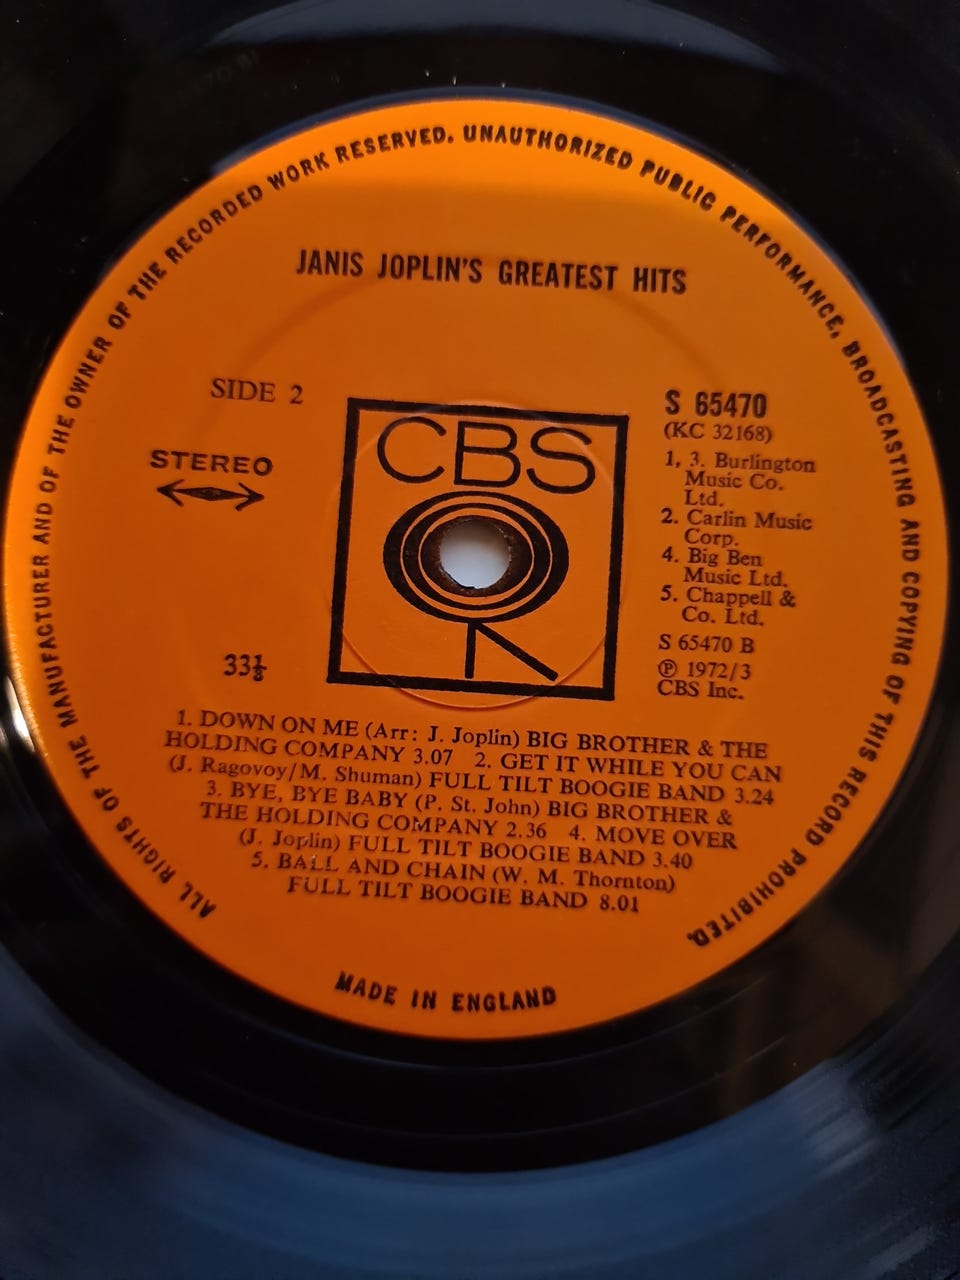 ALL RIGHTS OF THE MANUFACTURER AND OF THE OWNER OF THE RECORDED WORK RESERVED. UNAUTHORIZED PUBLIC PERFORMANCE, BROADCASTING AND COPYING OF THIS RECORD PROHIBITED.
JANIS JOPLIN'S GREATEST HITS
SIDE 2
STEREO
33⅓
CBS
S 65470
(KC 32168)
1, 3. Burlington
Music Co.
Ltd.
2. Carlin Music
Corp.
4. Big Ben
Music Ltd.
5. Chappell &
Co. Ltd.
S 65470 B
℗ 1972/3
CBS Inc.
1. DOWN ON ME (Arr: J. Joplin) BIG BROTHER & THE
HOLDING COMPANY 3.07 2. GET IT WHILE YOU CAN
(J. Ragovoy/M. Shuman) FULL TILT BOOGIE BAND 3.24
3. BYE, BYE BABY (P. St. John) BIG BROTHER &
THE HOLDING COMPANY 2.36 4. MOVE OVER
(J. Joplin) FULL TILT BOOGIE BAND 3.40
5. BALL AND CHAIN (W. M. Thornton)
FULL TILT BOOGIE BAND 8.01
MADE IN ENGLAND